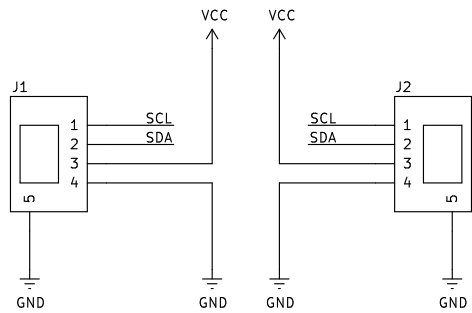 VCC VCC
J1 J2
1 SCL SCL 1
2 SDA SDA 2
3 3
4 4
5 5
GND GND GND GND